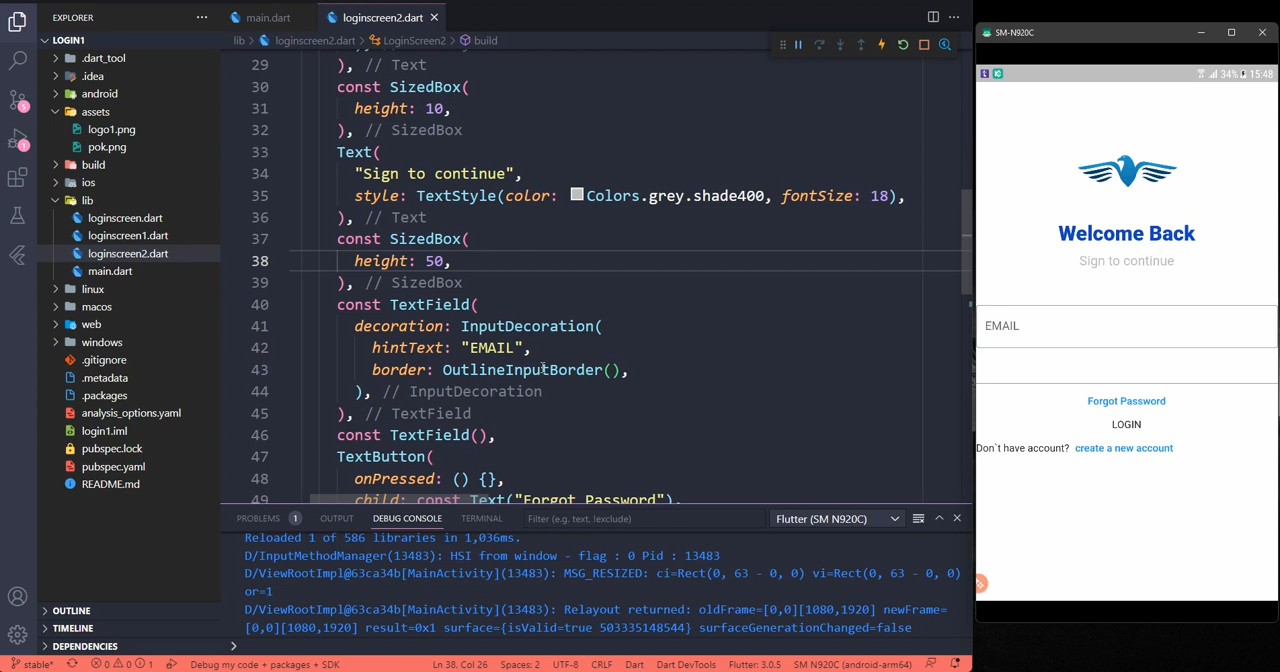 EXPLORER
LOGIN1
.dart_tool
.idea
android
assets
logo1.png
pok.png
build
ios
lib
loginscreen.dart
loginscreen1.dart
loginscreen2.dart
main.dart
linux
macos
web
windows
.gitignore
.metadata
.packages
analysis_options.yaml
login1.iml
pubspec.lock
pubspec.yaml
README.md
OUTLINE
TIMELINE
DEPENDENCIES
5
1
main.dart
loginscreen2.dart
lib > loginscreen2.dart > LoginScreen2 > build
29 ), // Text
30 const SizedBox(
31 height: 10,
32 ), // SizedBox
33 Text(
34 "Sign to continue",
35 style: TextStyle(color: Colors.grey.shade400, fontSize: 18),
36 ), // Text
37 const SizedBox(
38 height: 50,
39 ), // SizedBox
40 const TextField(
41 decoration: InputDecoration(
42 hintText: "EMAIL",
43 border: OutlineInputBorder(),
44 ), // InputDecoration
45 ), // TextField
46 const TextField(),
47 TextButton(
48 onPressed: () {},
49 child: const Text("Forgot Password"),
PROBLEMS 1 OUTPUT DEBUG CONSOLE TERMINAL Filter (e.g. text, !exclude) Flutter (SM N920C)
Reloaded 1 of 586 libraries in 1,036ms.
D/InputMethodManager(13483): HSI from window - flag : 0 Pid : 13483
D/ViewRootImpl@63ca34b[MainActivity](13483): MSG_RESIZED: ci=Rect(0, 63 - 0, 0) vi=Rect(0, 63 - 0, 0)
or=1
D/ViewRootImpl@63ca34b[MainActivity](13483): Relayout returned: oldFrame=[0,0][1080,1920] newFrame=
[0,0][1080,1920] result=0x1 surface={isValid=true 503335148544} surfaceGenerationChanged=false
stable* 0 0 1 Debug my code + packages + SDK Ln 38, Col 26 Spaces: 2 UTF-8 CRLF Dart Dart DevTools Flutter: 3.0.5 SM N920C (android-arm64)
SM-N920C
34% 15:48
Welcome Back
Sign to continue
EMAIL
Forgot Password
LOGIN
Don`t have account? create a new account